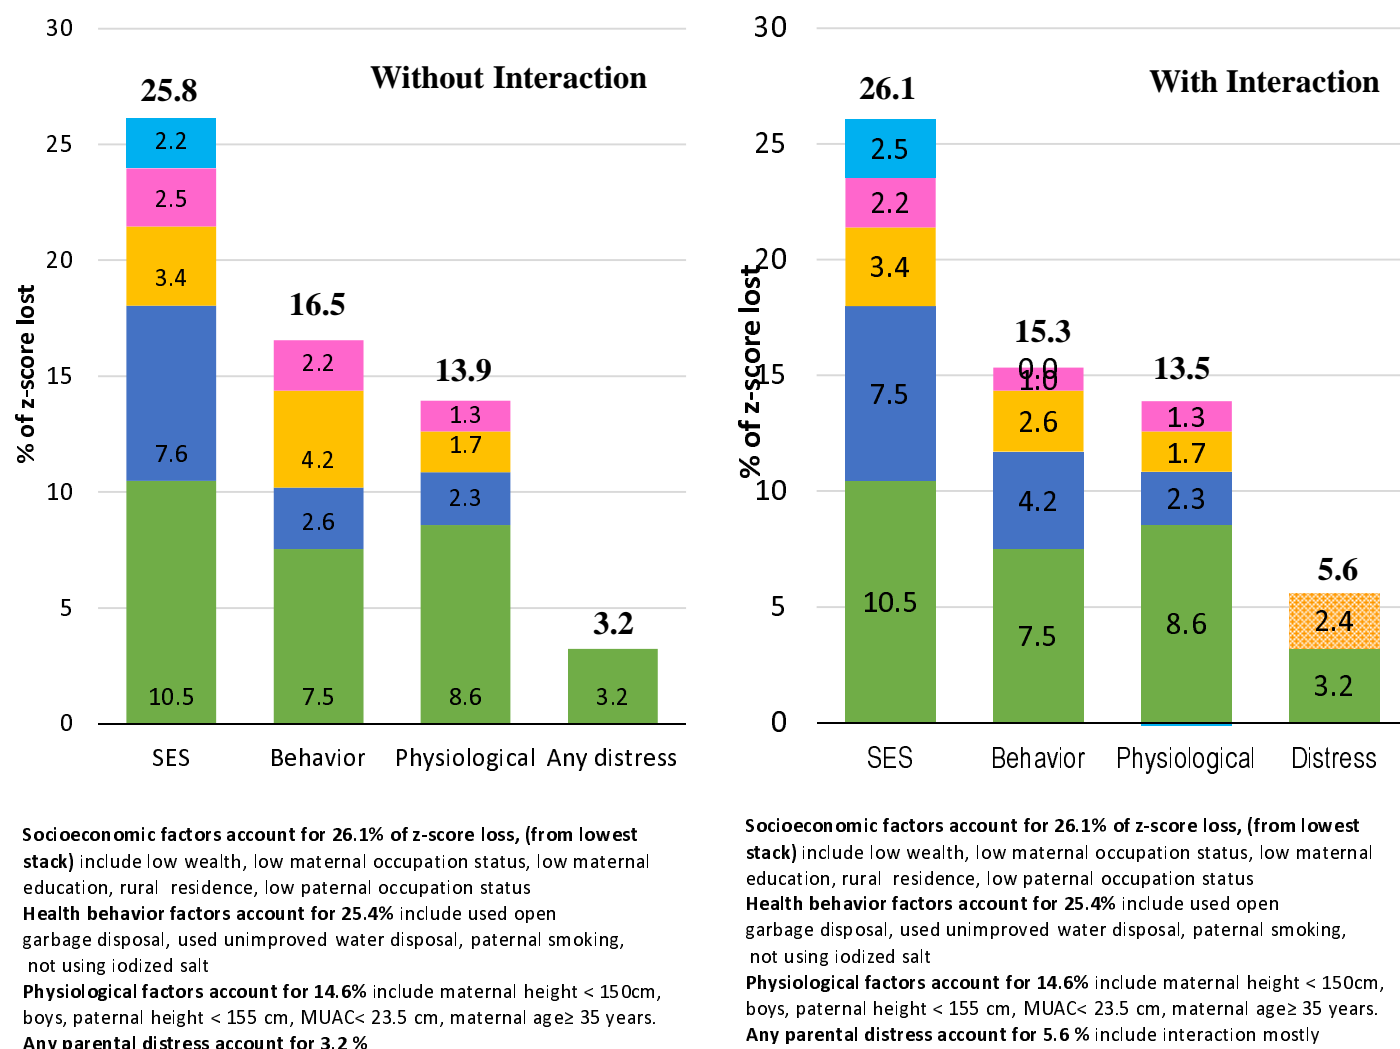 30
25
20
15
10
5
0
% of z-score lost
Without Interaction
25.8
2.2
2.5
3.4
7.6
10.5
16.5
2.2
4.2
2.6
7.5
13.9
1.3
1.7
2.3
8.6
3.2
3.2
SES Behavior Physiological Any distress
Socioeconomic factors account for 26.1% of z-score loss, (from lowest
stack) include low wealth, low maternal occupation status, low maternal
education, rural residence, low paternal occupation status
Health behavior factors account for 25.4% include used open
garbage disposal, used unimproved water disposal, paternal smoking,
not using iodized salt
Physiological factors account for 14.6% include maternal height < 150cm,
boys, paternal height < 155 cm, MUAC< 23.5 cm, maternal age≥ 35 years.
Any parental distress account for 3.2 %
30
25
20
15
10
5
0
% of z-score lost
With Interaction
26.1
2.5
2.2
3.4
7.5
10.5
15.3
0.0
1.0
2.6
4.2
7.5
13.5
1.3
1.7
2.3
8.6
5.6
2.4
3.2
SES Behavior Physiological Distress
Socioeconomic factors account for 26.1% of z-score loss, (from lowest
stack) include low wealth, low maternal occupation status, low maternal
education, rural residence, low paternal occupation status
Health behavior factors account for 25.4% include used open
garbage disposal, used unimproved water disposal, paternal smoking,
not using iodized salt
Physiological factors account for 14.6% include maternal height < 150cm,
boys, paternal height < 155 cm, MUAC< 23.5 cm, maternal age≥ 35 years.
Any parental distress account for 5.6 % include interaction mostly